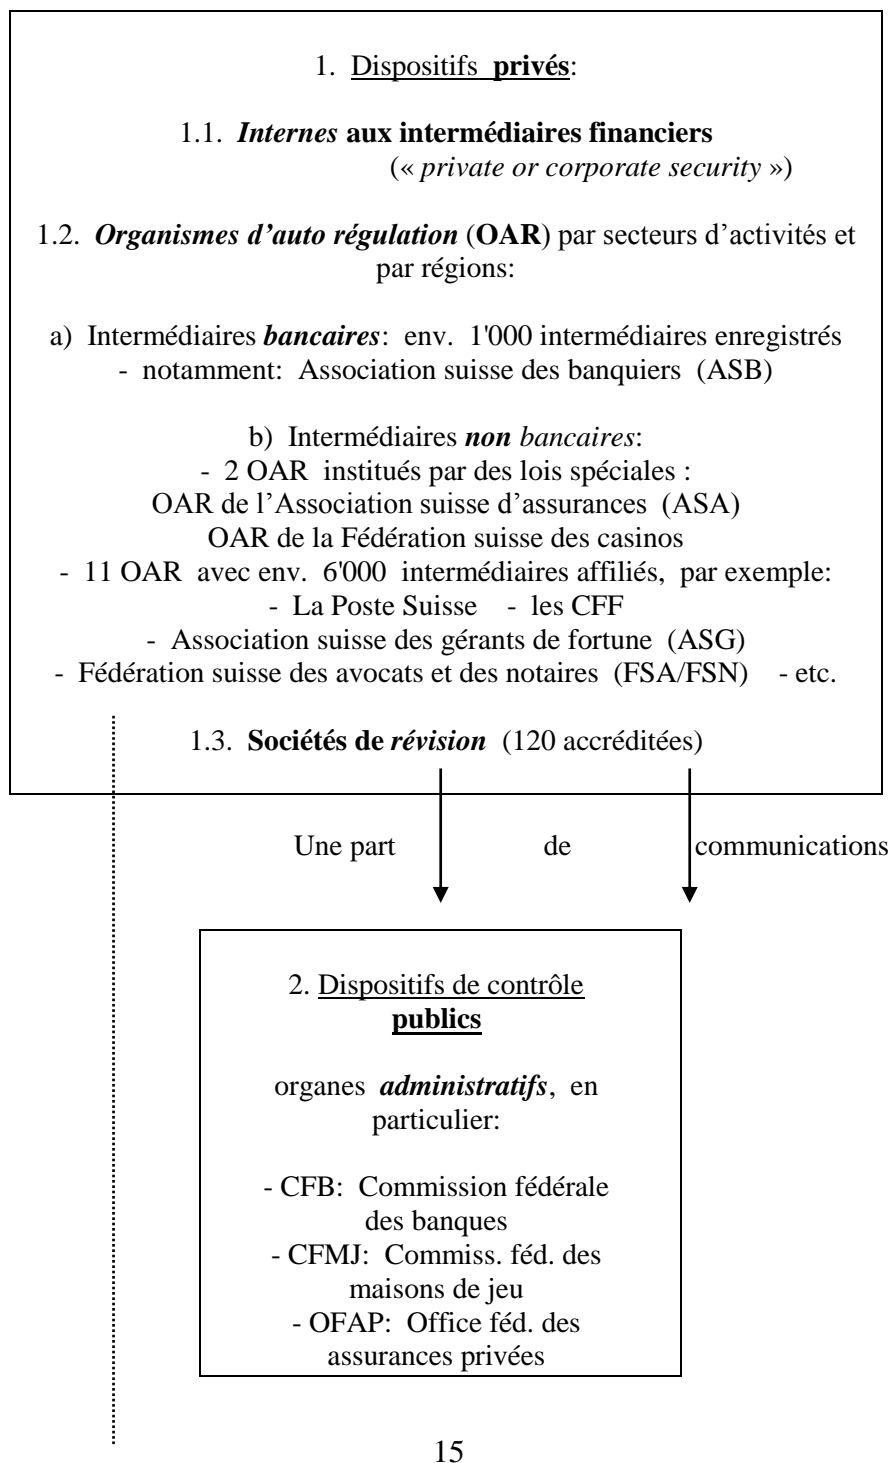 1. Dispositifs privés:
1.1. Internes aux intermédiaires financiers
(« private or corporate security »)
1.2. Organismes d’auto régulation (OAR) par secteurs d’activités et
par régions:
a) Intermédiaires bancaires: env. 1'000 intermédiaires enregistrés
- notamment: Association suisse des banquiers (ASB)
b) Intermédiaires non bancaires:
- 2 OAR institués par des lois spéciales :
OAR de l’Association suisse d’assurances (ASA)
OAR de la Fédération suisse des casinos
- 11 OAR avec env. 6'000 intermédiaires affiliés, par exemple:
- La Poste Suisse - les CFF
- Association suisse des gérants de fortune (ASG)
- Fédération suisse des avocats et des notaires (FSA/FSN) - etc.
1.3. Sociétés de révision (120 accréditées)
Une part de communications
2. Dispositifs de contrôle
publics
organes administratifs, en
particulier:
- CFB: Commission fédérale
des banques
- CFMJ: Commiss. féd. des
maisons de jeu
- OFAP: Office féd. des
assurances privées
15